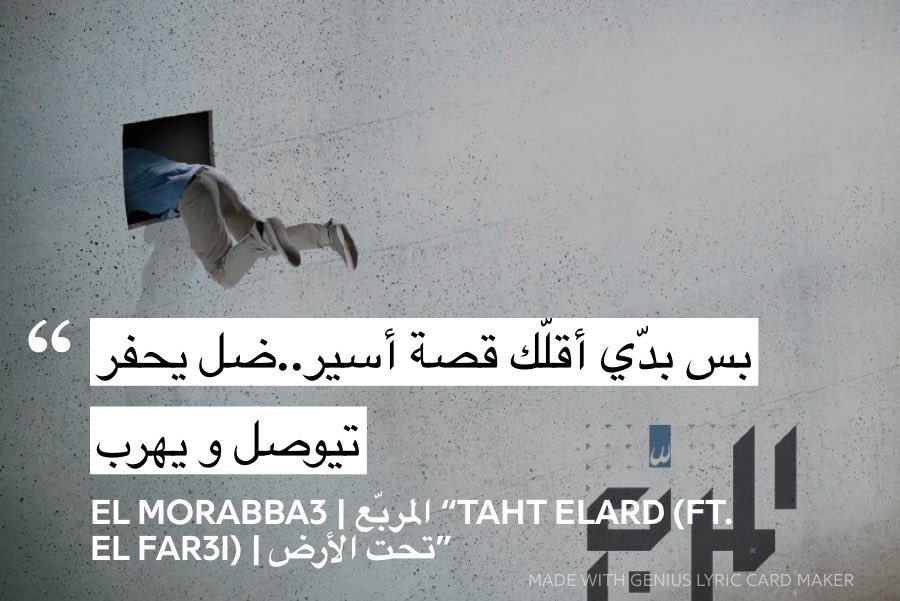 “
بس بدّي أقلّك قصة أسير..ضل يحفر
تيوصل و يهرب
EL MORABBA3 | المربّع “TAHT ELARD (FT.
EL FAR3I) | تحت الأرض”
المربع
MADE WITH GENIUS LYRIC CARD MAKER